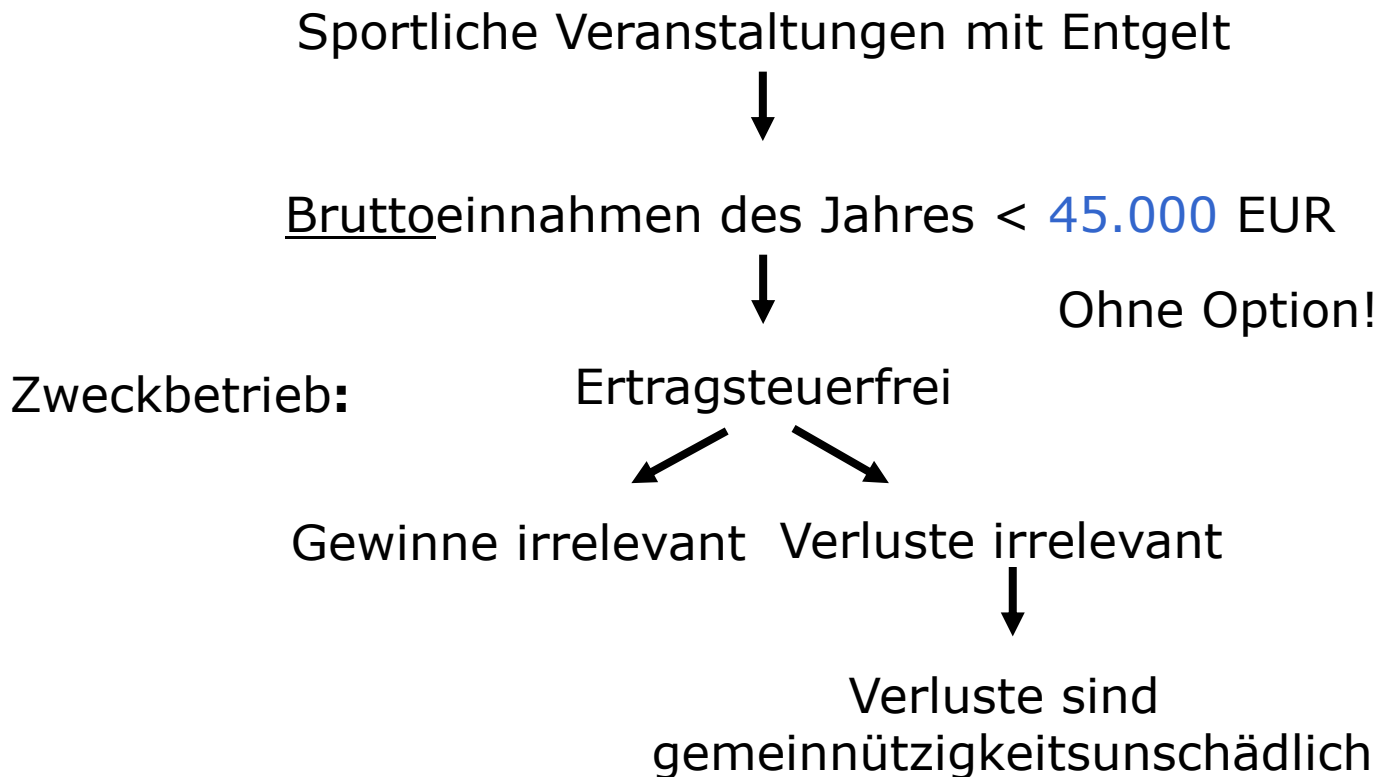 Sportliche Veranstaltungen mit Entgelt
Bruttoeinnahmen des Jahres < 45.000 EUR
Ohne Option!
Zweckbetrieb:
Ertragsteuerfrei
Gewinne irrelevant
Verluste irrelevant
Verluste sind
gemeinnützigkeitsunschädlich